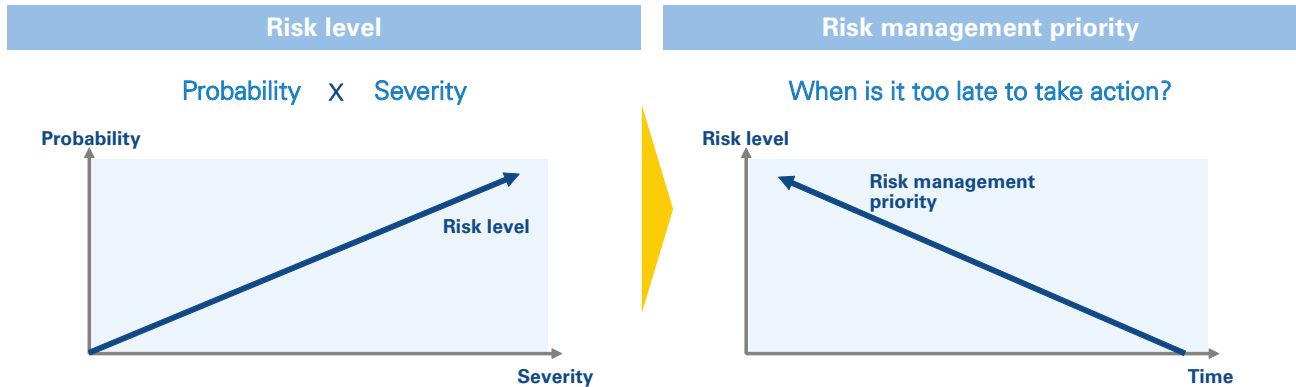 Risk level
Probability X Severity
Probability
Risk level
Severity
Risk management priority
When is it too late to take action?
Risk level
Risk management
priority
Time